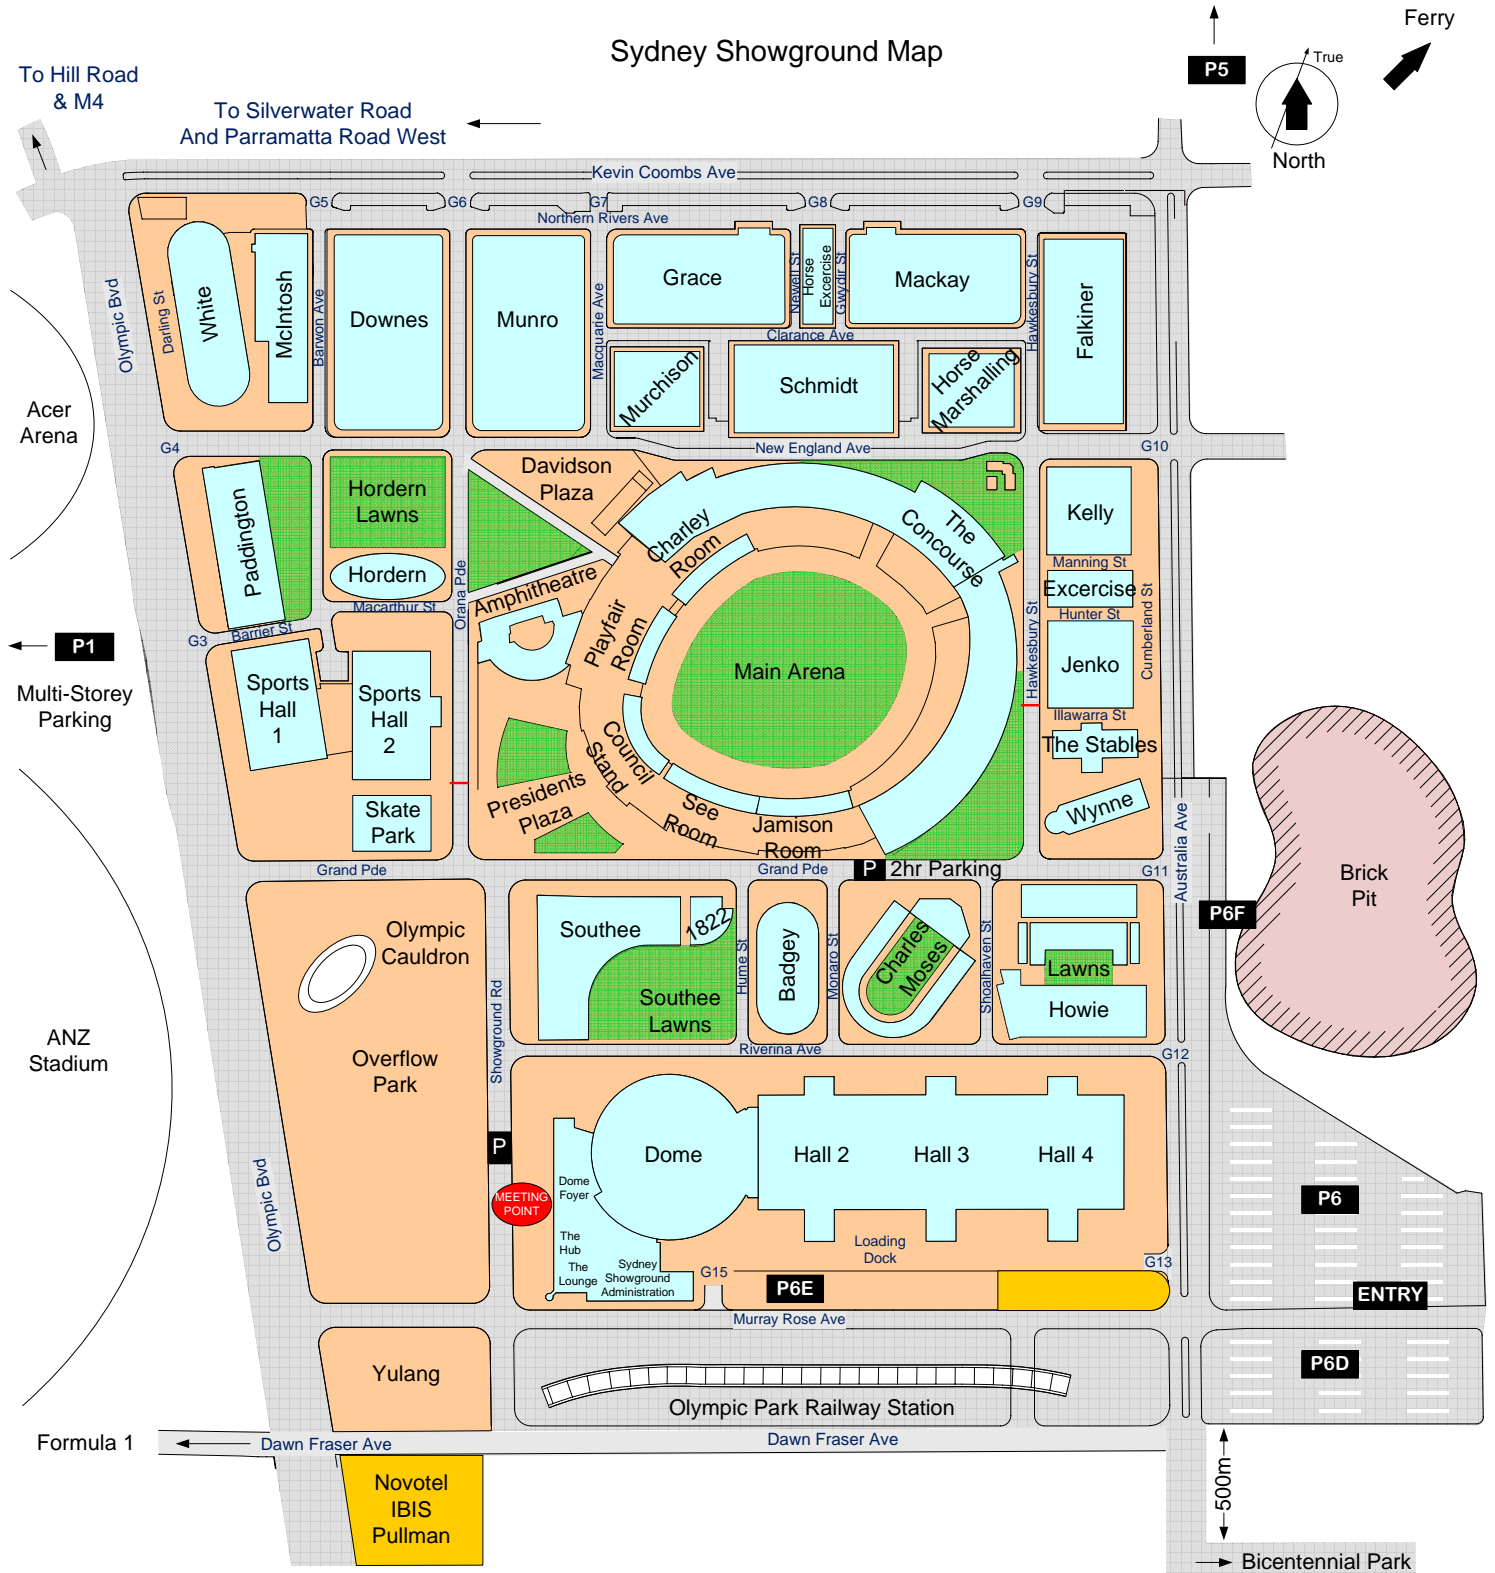 Sydney Showground Map
Ferry
P5
True
North
To Hill Road
& M4
To Silverwater Road
And Parramatta Road West
Kevin Coombs Ave
G5
G6
G7
G8
G9
Northern Rivers Ave
Olympic Bvd
Darling St
White
McIntosh
Barwon Ave
Downes
Munro
Macquarie Ave
Grace
Newell St
Horse
Excercise
Gwydir St
Mackay
Hawkesbury St
Falkiner
Clarance Ave
Murchison
Schmidt
Horse
Marshalling
Acer
Arena
G4
New England Ave
G10
Paddington
Hordern
Lawns
Davidson
Plaza
Charley
Room
The
Concourse
Kelly
Manning St
Hordern
Orana Pde
Amphitheatre
Excercise
Macarthur St
Hunter St
Cumberland St
G3
Barrier St
P1
Multi-Storey
Parking
Playfair
Room
Main Arena
Hawkesbury St
Jenko
Sports
Hall
1
Sports
Hall
2
Illawarra St
The Stables
Council
Stand
Presidents
Plaza
See
Room
Jamison
Room
Wynne
Skate
Park
Australia Ave
Brick
Pit
Grand Pde
Grand Pde
P
2hr Parking
G11
P6F
Olympic
Cauldron
Southee
1822
Hume St
Badgey
Monaro St
Charles
Moses
Shoalhaven St
Lawns
Howie
Southee
Lawns
Showground Rd
ANZ
Stadium
Overflow
Park
Riverina Ave
G12
P
Dome
Hall 2
Hall 3
Hall 4
Dome
Foyer
MEETING
POINT
P6
Olympic Bvd
The
Hub
The
Lounge
Sydney
Showground
Administration
Loading
Dock
G15
G13
P6E
ENTRY
Murray Rose Ave
Yulang
P6D
Olympic Park Railway Station
Formula 1
Dawn Fraser Ave
Dawn Fraser Ave
Novotel
IBIS
Pullman
500m
Bicentennial Park